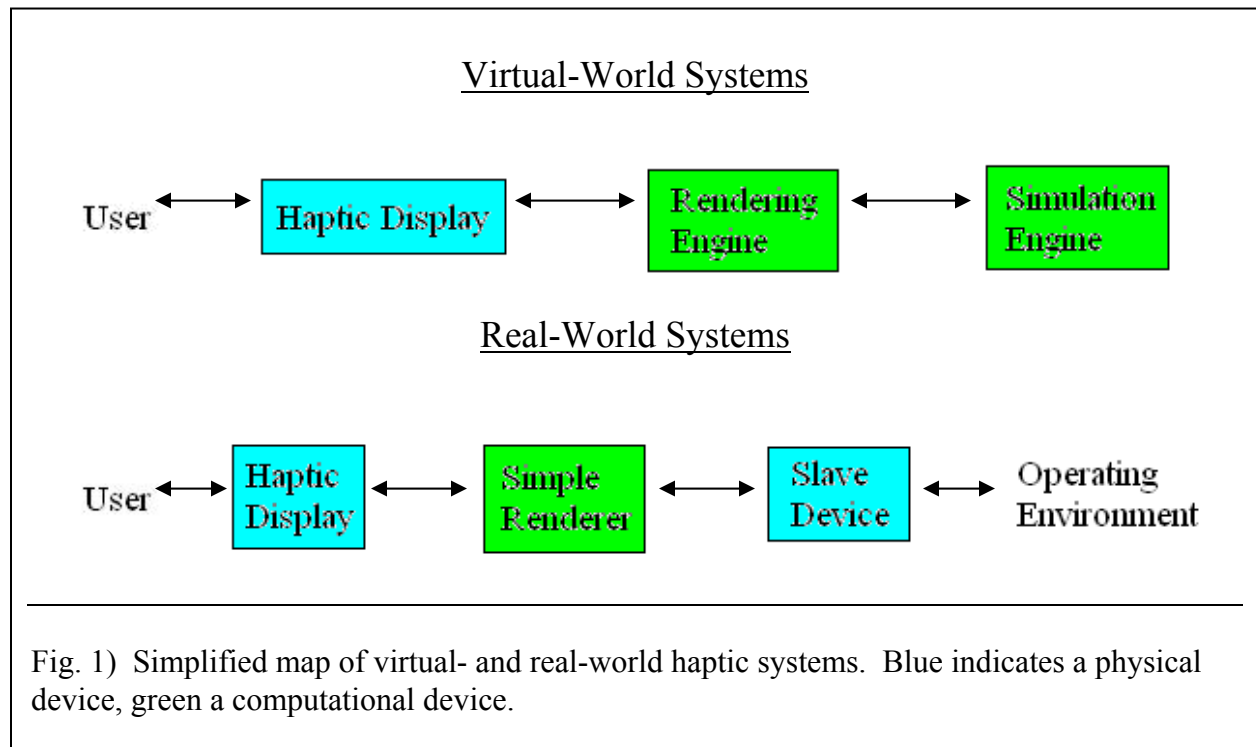 Virtual-World Systems
User
Haptic Display
Rendering
Engine
Simulation
Engine
Real-World Systems
User
Haptic
Display
Simple
Renderer
Slave
Device
Operating
Environment
Fig. 1)  Simplified map of virtual- and real-world haptic systems.  Blue indicates a physical
device, green a computational device.